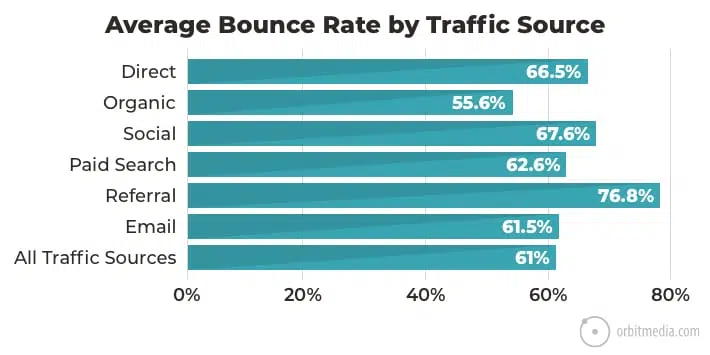 Average Bounce Rate by Traffic Source
Direct 66.5%
Organic 55.6%
Social 67.6%
Paid Search 62.6%
Referral 76.8%
Email 61.5%
All Traffic Sources 61%
0% 20% 40% 60% 80%
orbitmedia.com